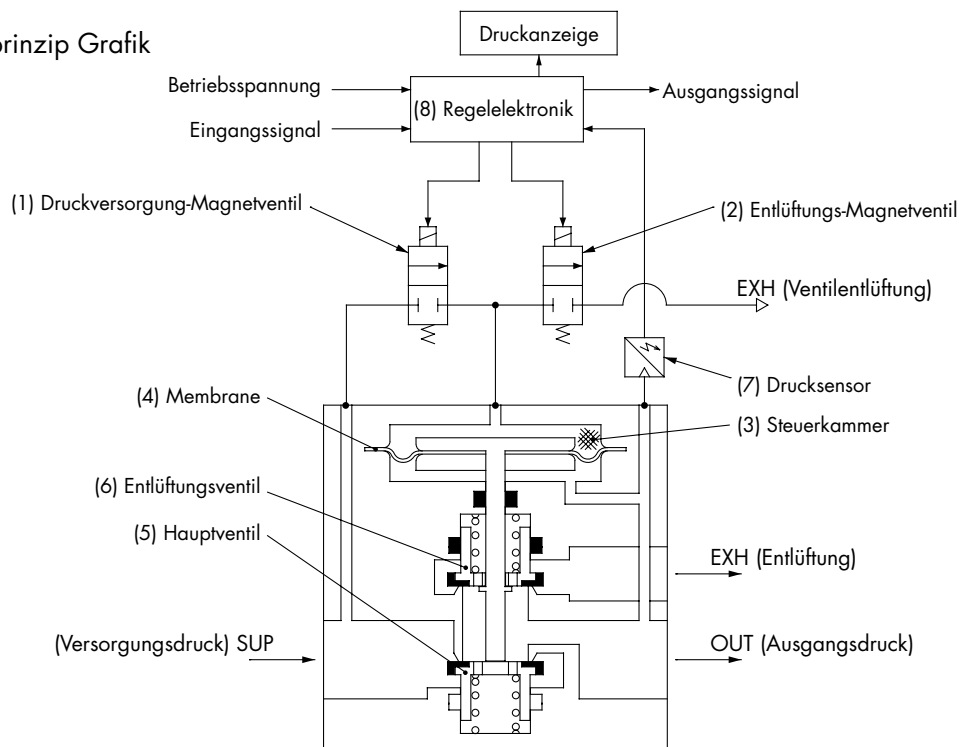 prinzip Grafik
Druckanzeige
Betriebsspannung
(8) Regelelektronik
Ausgangssignal
Eingangssignal
(1) Druckversorgung-Magnetventil
(2) Entlüftungs-Magnetventil
EXH (Ventilentlüftung)
(7) Drucksensor
(4) Membrane
(3) Steuerkammer
(6) Entlüftungsventil
(5) Hauptventil
EXH (Entlüftung)
(Versorgungsdruck) SUP
OUT (Ausgangsdruck)